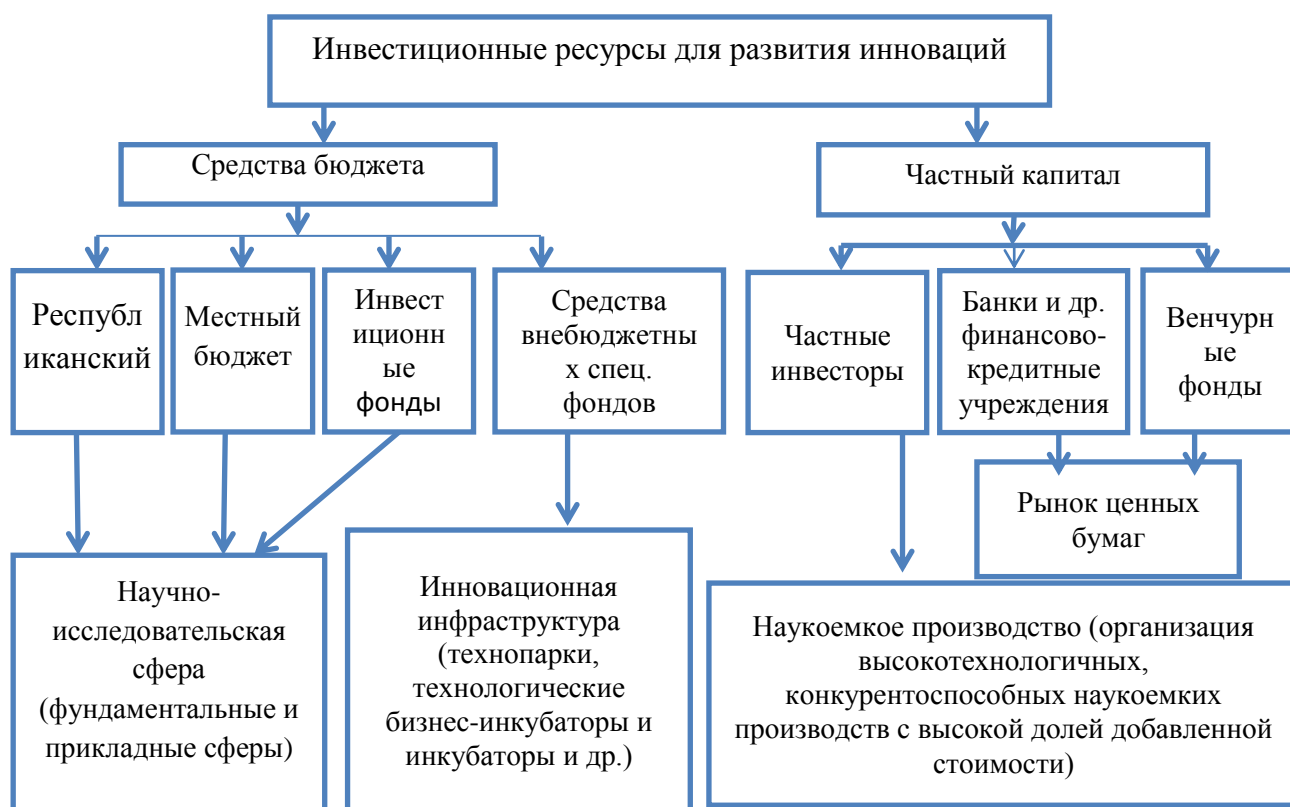 Инвестиционные ресурсы для развития инноваций
Средства бюджета
Частный капитал
Республ
иканский
Местный
бюджет
Инвест
иционн
ые
фонды
Средства
внебюджетны
х спец.
фондов
Частные
инвесторы
Банки и др.
финансово-
кредитные
учреждения
Венчурн
ые
фонды
Рынок ценных
бумаг
Научно-
исследовательская
сфера
(фундаментальные и
прикладные сферы)
Инновационная
инфраструктура
(технопарки,
технологические
бизнес-инкубаторы и
инкубаторы и др.)
Наукоемкое производство (организация
высокотехнологичных,
конкурентоспособных наукоемких
производств с высокой долей добавленной
стоимости)